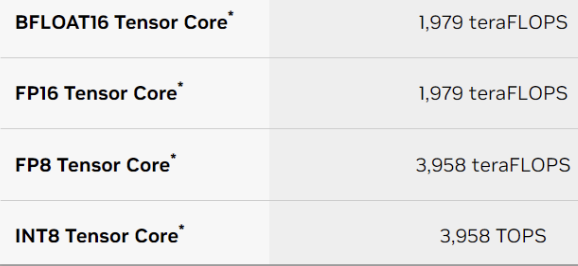 BFLOAT16 Tensor Core* 1,979 teraFLOPS
FP16 Tensor Core* 1,979 teraFLOPS
FP8 Tensor Core* 3,958 teraFLOPS
INT8 Tensor Core* 3,958 TOPS